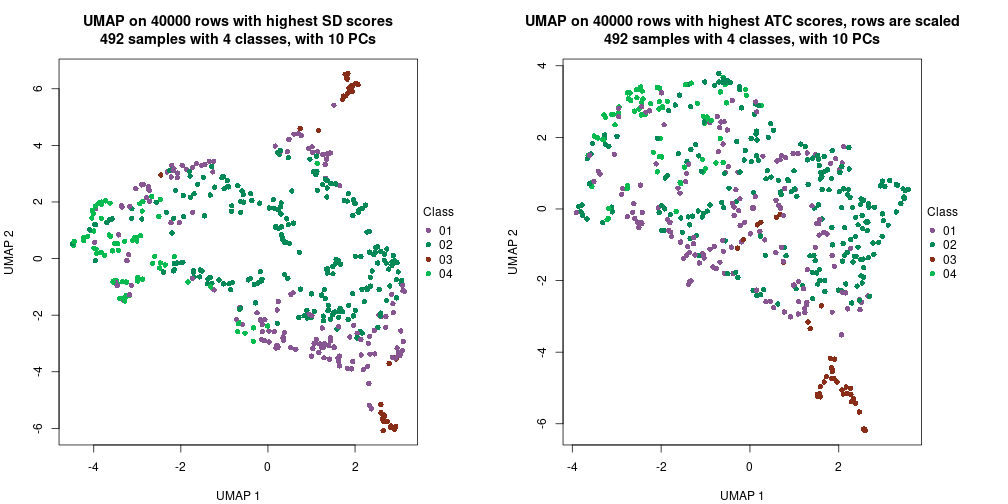 UMAP on 40000 rows with highest SD scores
492 samples with 4 classes, with 10 PCs
6
4
2
0
-2
-4
-6
UMAP 2
-4
-2
0
2
UMAP 1
Class
01
02
03
04
UMAP on 40000 rows with highest ATC scores, rows are scaled
492 samples with 4 classes, with 10 PCs
4
2
0
-2
-4
-6
UMAP 2
-4
-2
0
2
UMAP 1
Class
01
02
03
04